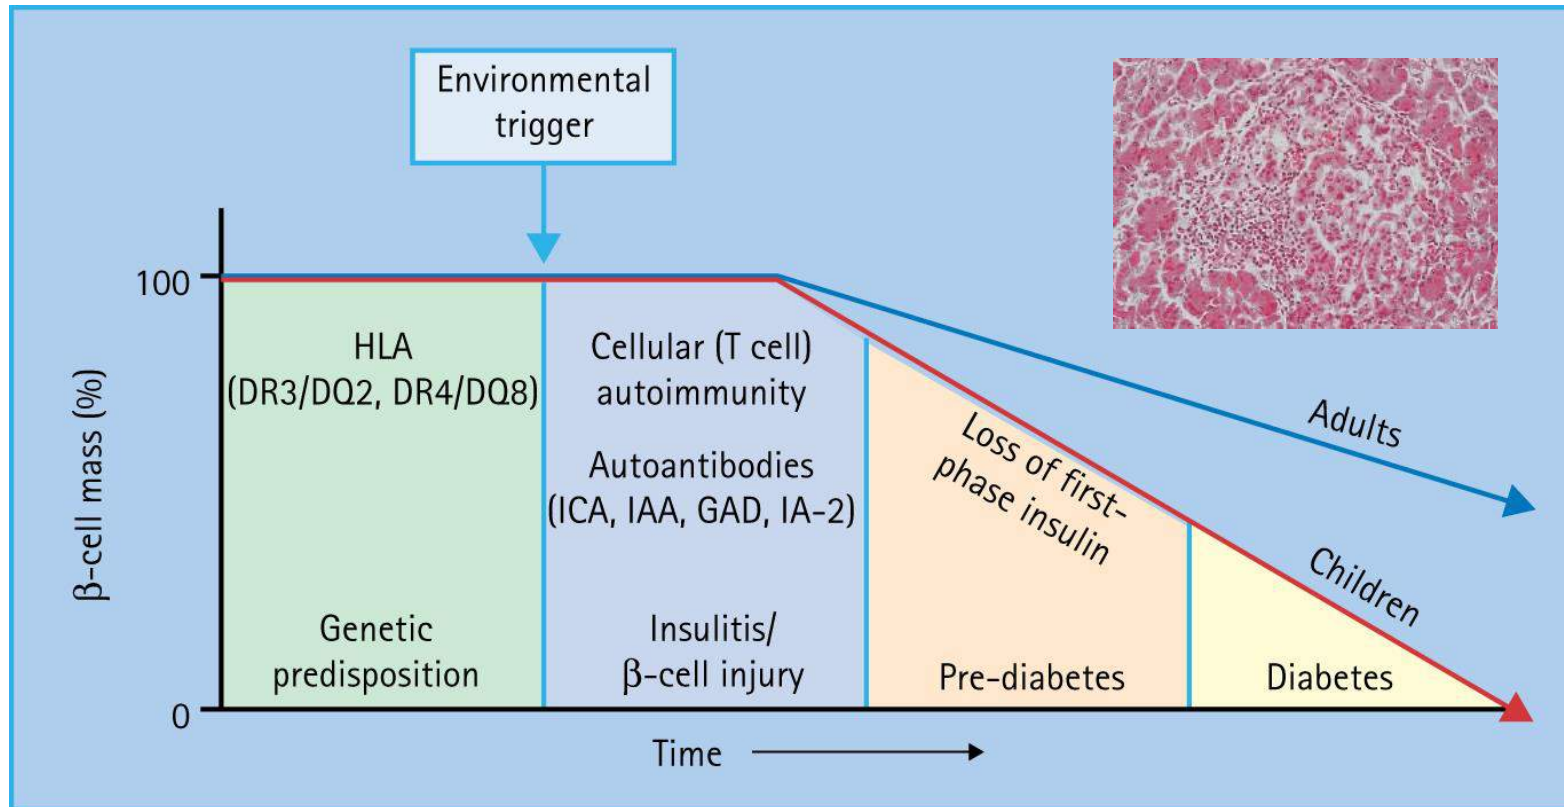 Environmental
trigger
100
HLA
(DR3/DQ2, DR4/DQ8)
Genetic
predisposition
Cellular (T cell)
autoimmunity
Autoantibodies
(ICA, IAA, GAD, IA-2)
Insulitis/
β-cell injury
Loss of first-
phase insulin
Pre-diabetes
Adults
Children
Diabetes
β-cell mass (%)
0
Time